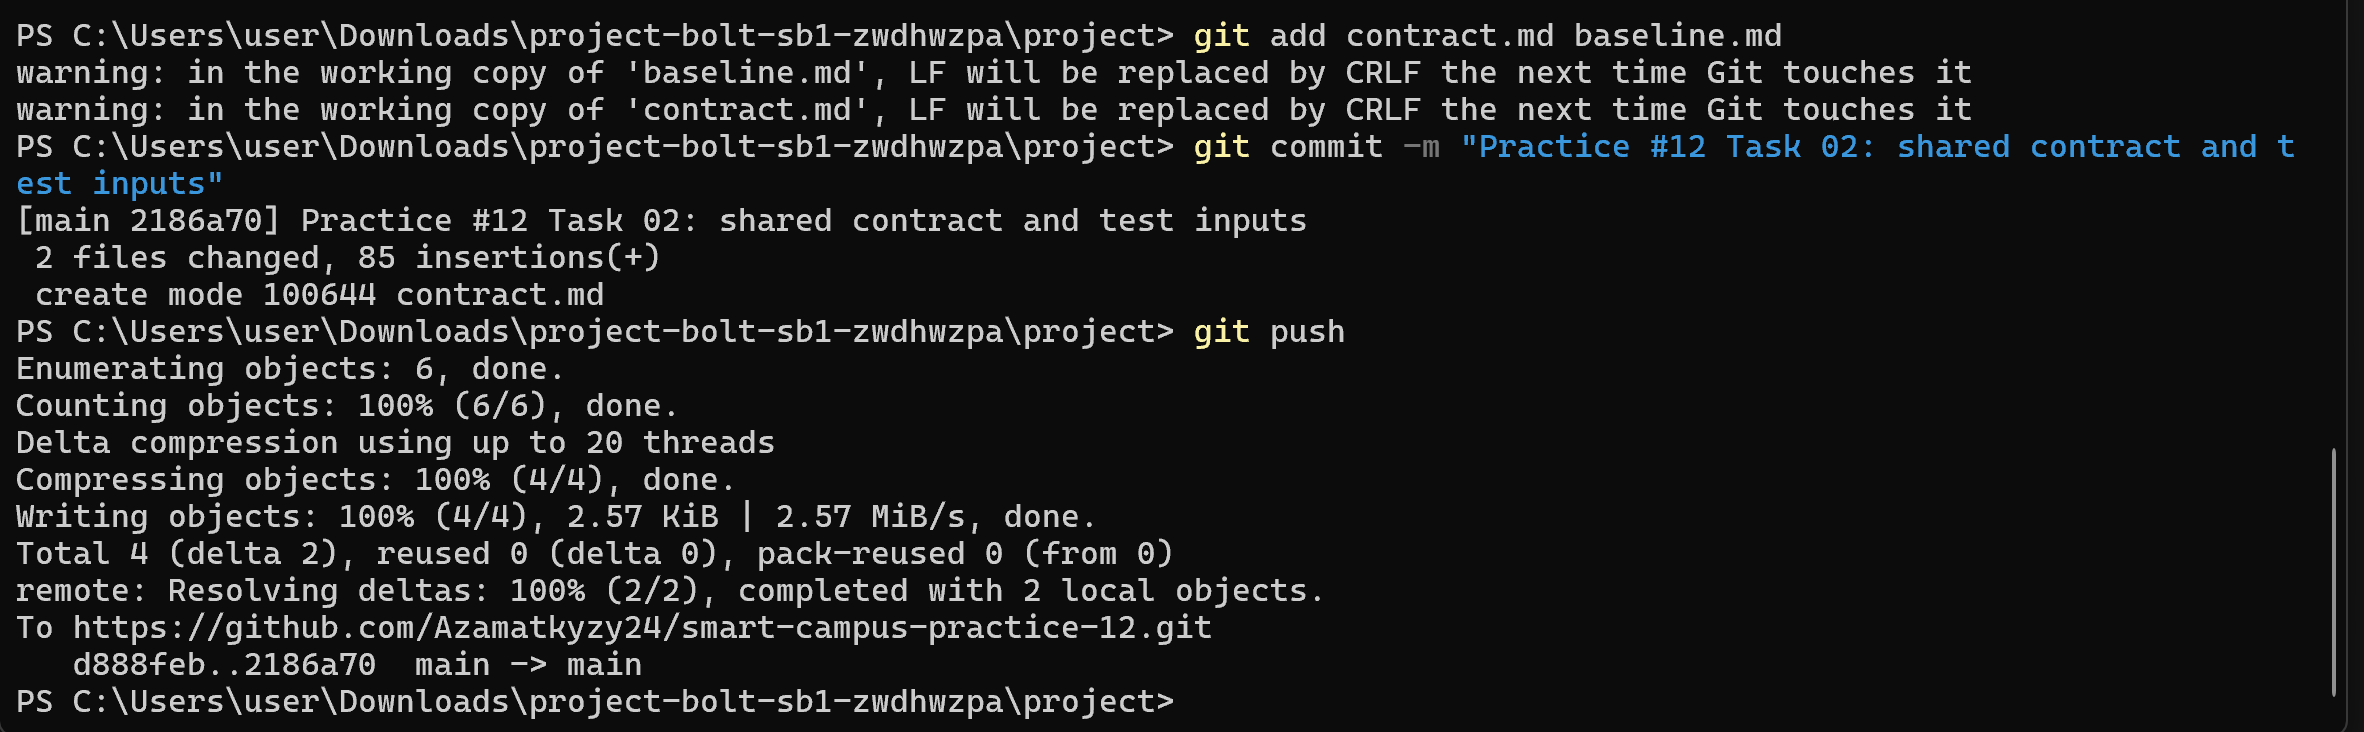 PS C:\Users\user\Downloads\project-bolt-sb1-zwdhwzpa\project> git add contract.md baseline.md
warning: in the working copy of 'baseline.md', LF will be replaced by CRLF the next time Git touches it
warning: in the working copy of 'contract.md', LF will be replaced by CRLF the next time Git touches it
PS C:\Users\user\Downloads\project-bolt-sb1-zwdhwzpa\project> git commit -m "Practice #12 Task 02: shared contract and t
est inputs"
[main 2186a70] Practice #12 Task 02: shared contract and test inputs
 2 files changed, 85 insertions(+)
 create mode 100644 contract.md
PS C:\Users\user\Downloads\project-bolt-sb1-zwdhwzpa\project> git push
Enumerating objects: 6, done.
Counting objects: 100% (6/6), done.
Delta compression using up to 20 threads
Compressing objects: 100% (4/4), done.
Writing objects: 100% (4/4), 2.57 KiB | 2.57 MiB/s, done.
Total 4 (delta 2), reused 0 (delta 0), pack-reused 0 (from 0)
remote: Resolving deltas: 100% (2/2), completed with 2 local objects.
To https://github.com/Azamatkyzy24/smart-campus-practice-12.git
   d888feb..2186a70  main -> main
PS C:\Users\user\Downloads\project-bolt-sb1-zwdhwzpa\project>